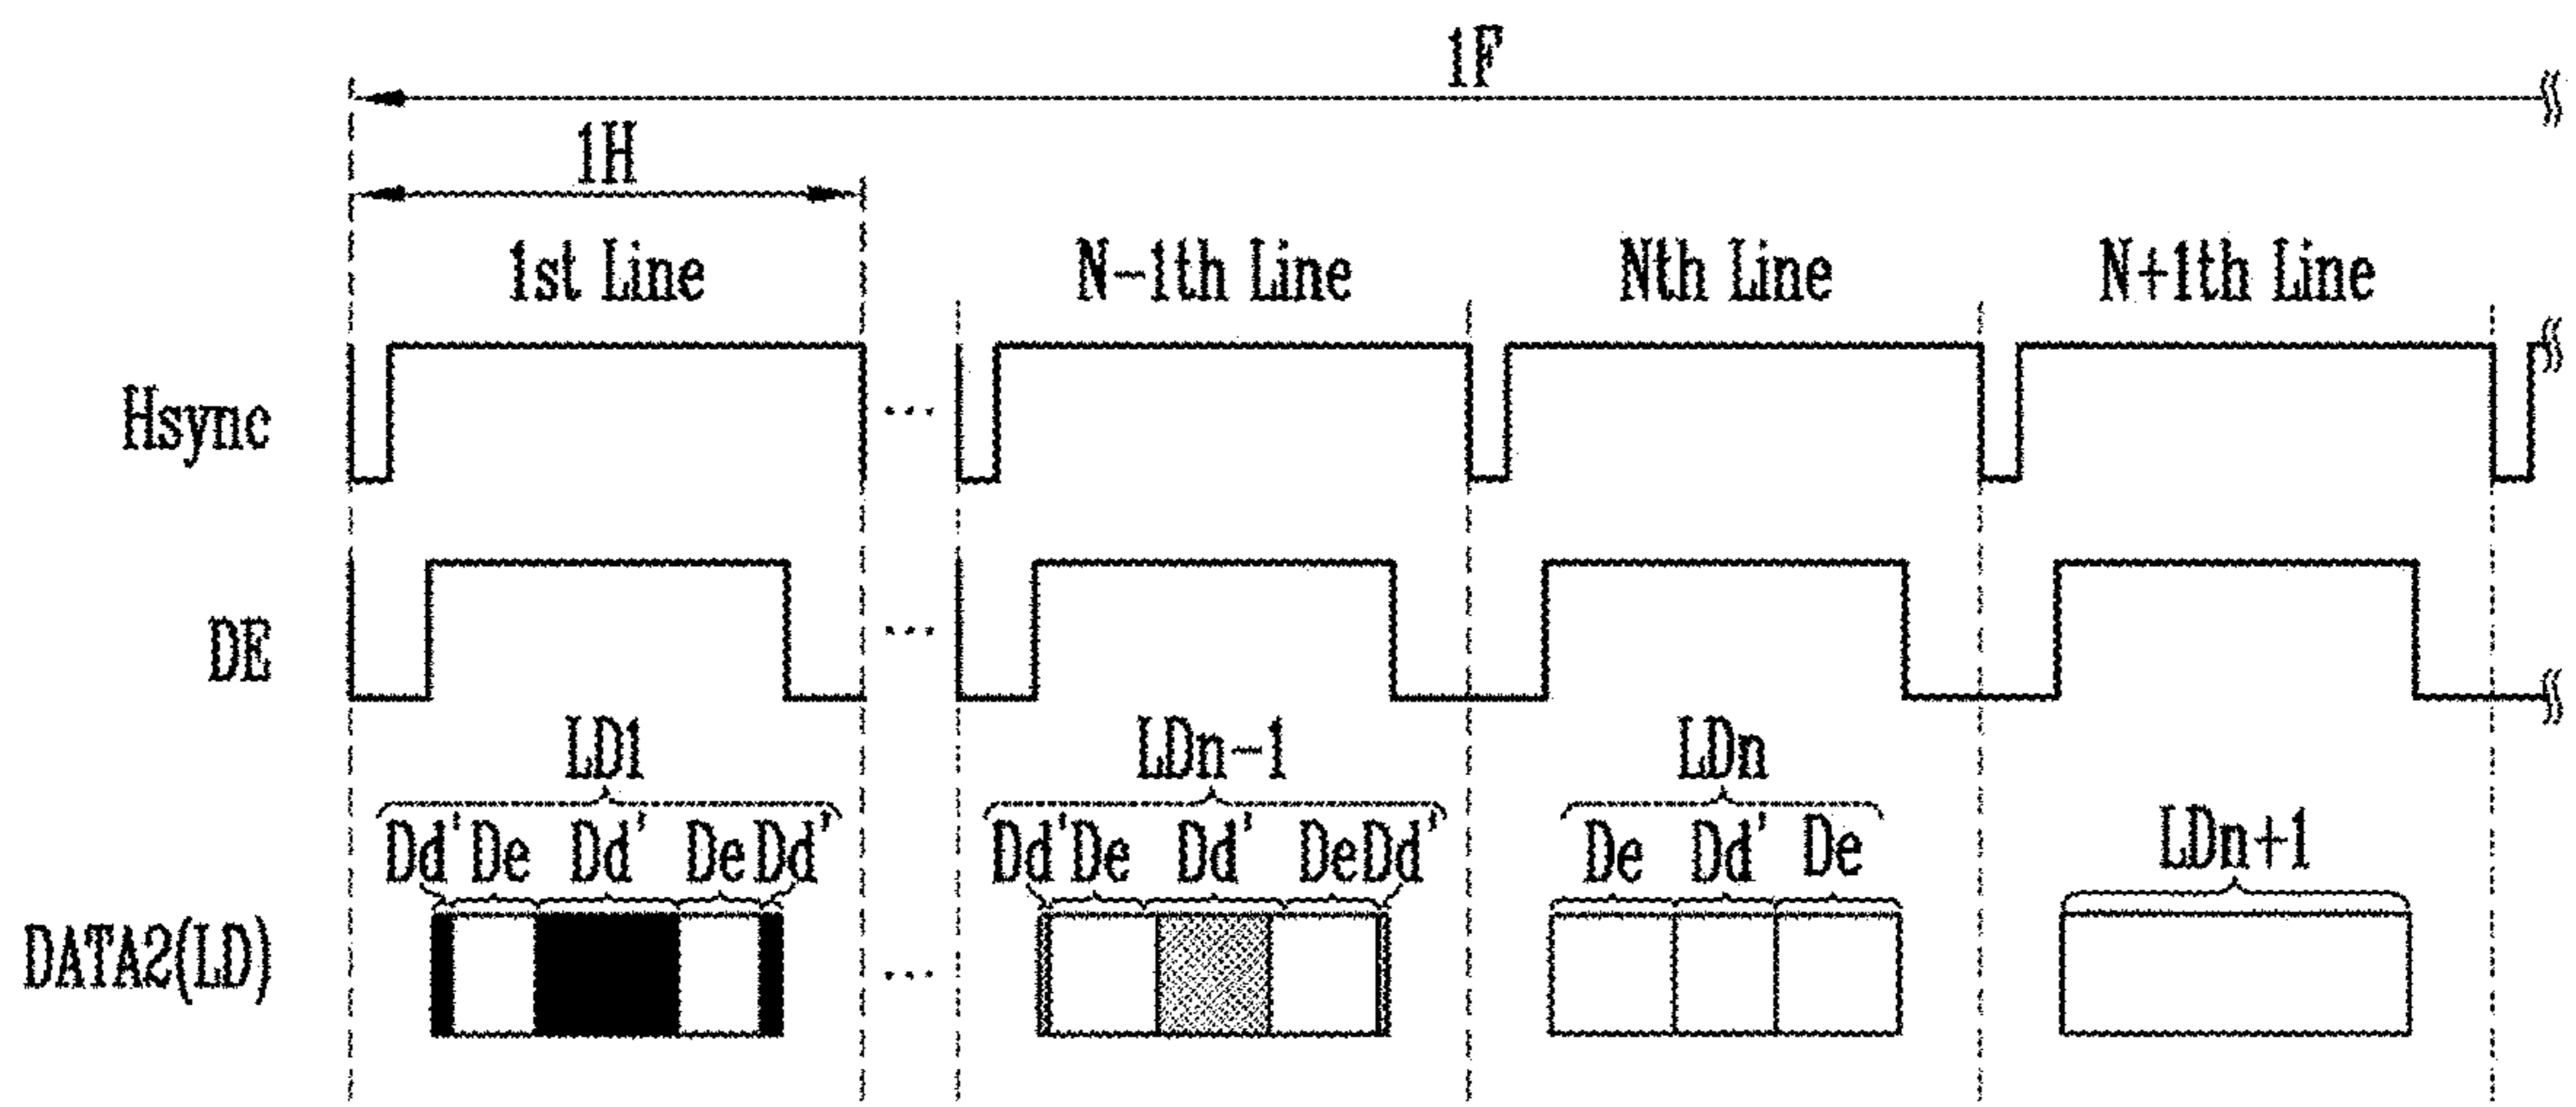 1F
1H
1st Line N-1th Line Nth Line N+1th Line
Hsync
...
DE
...
LD1 LDn-1 LDn
Dd' De Dd' De Dd' Dd' De Dd' De Dd' De Dd' De LDn+1
DATA2(LD)
...